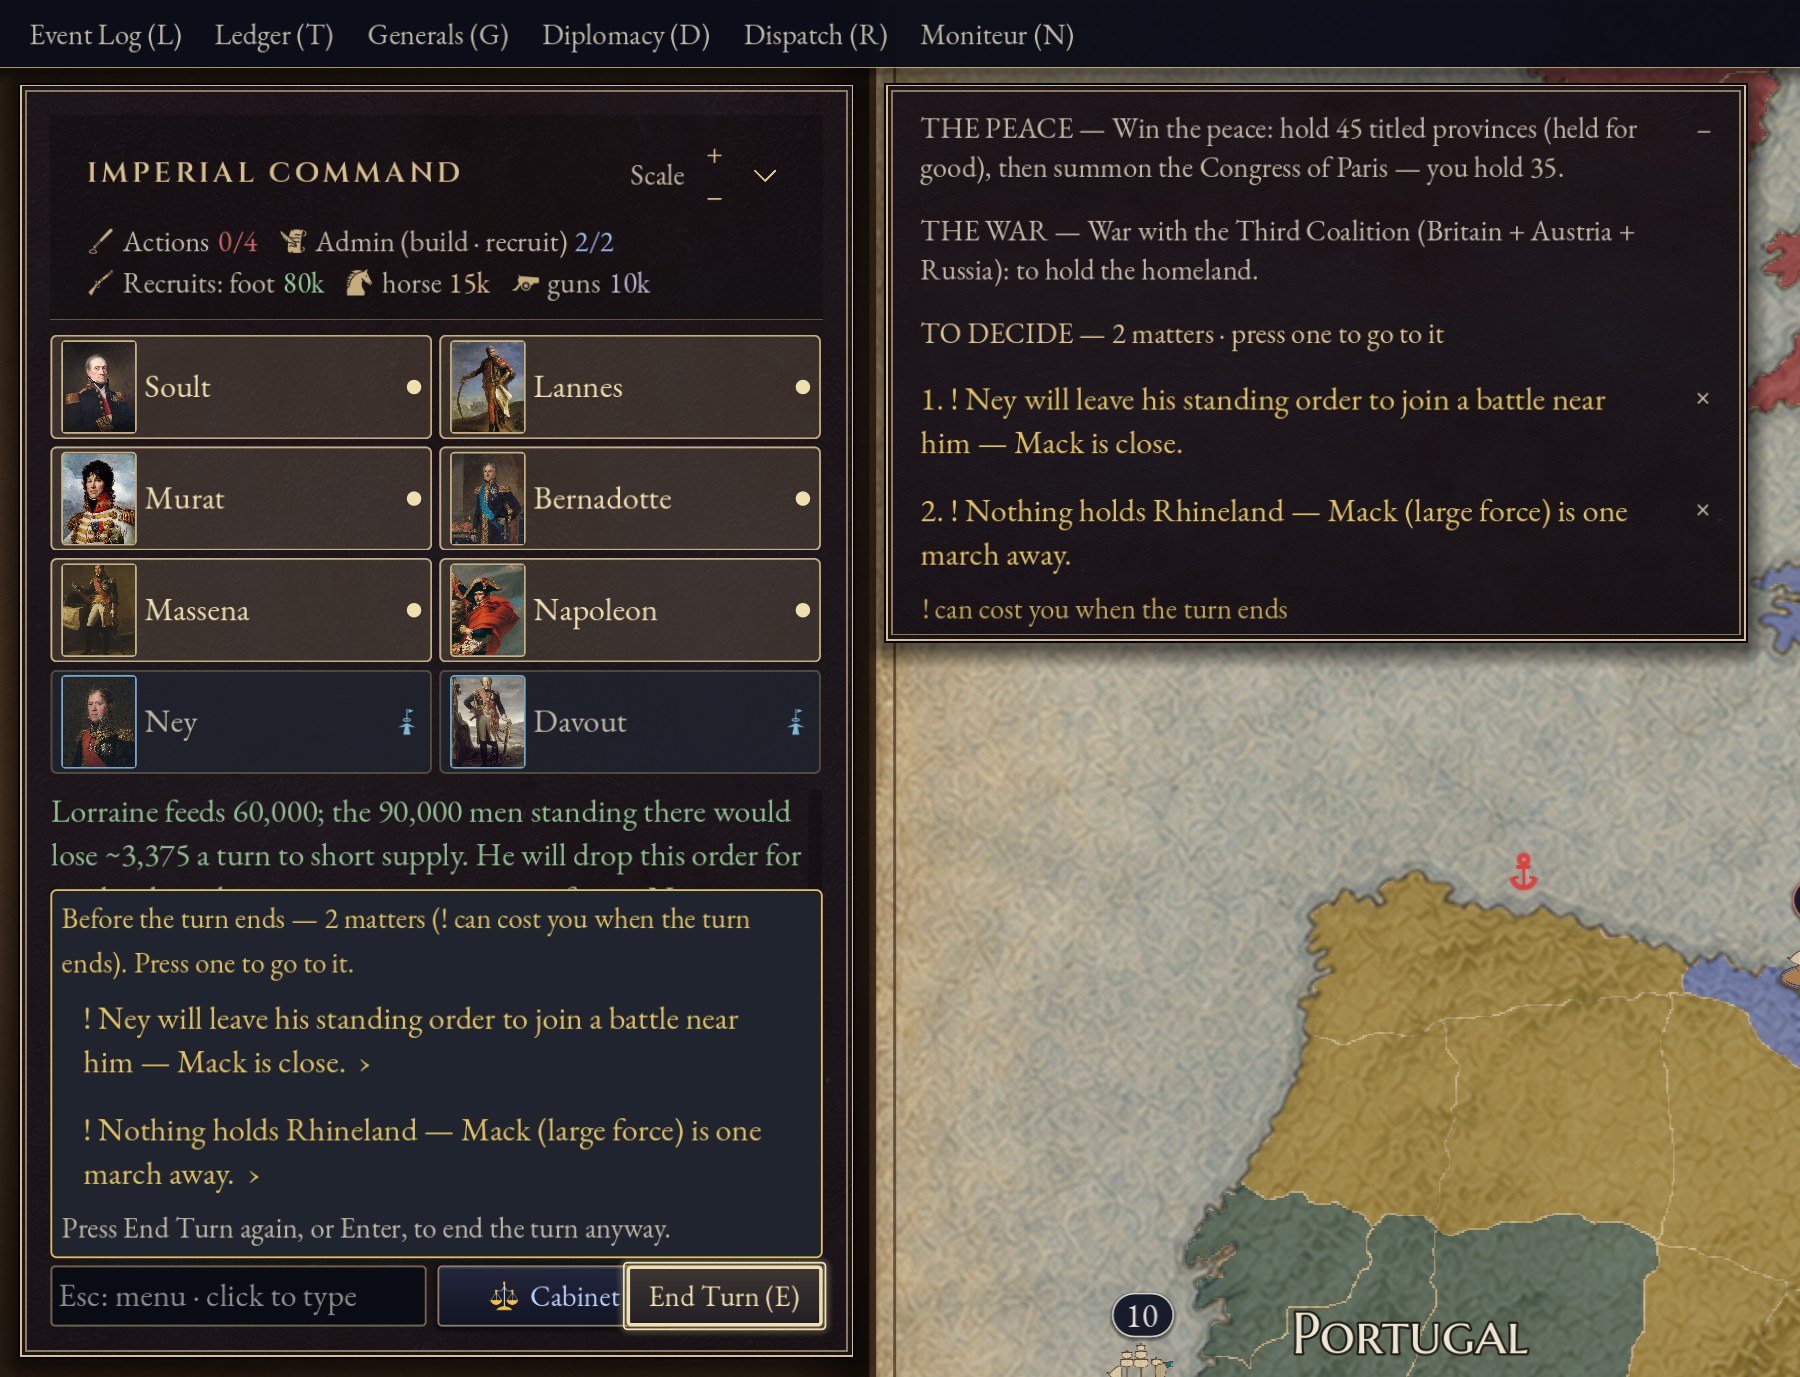 Event Log (L) Ledger (T) Generals (G) Diplomacy (D) Dispatch (R) Moniteur (N)
IMPERIAL COMMAND
Scale + −
Actions 0/4 Admin (build · recruit) 2/2
Recruits: foot 80k horse 15k guns 10k
Soult
Lannes
Murat
Bernadotte
Massena
Napoleon
Ney
Davout
Lorraine feeds 60,000; the 90,000 men standing there would
lose ~3,375 a turn to short supply. He will drop this order for
Before the turn ends — 2 matters (! can cost you when the turn
ends). Press one to go to it.
! Ney will leave his standing order to join a battle near
him — Mack is close. ›
! Nothing holds Rhineland — Mack (large force) is one
march away. ›
Press End Turn again, or Enter, to end the turn anyway.
Esc: menu · click to type
Cabinet
End Turn (E)
THE PEACE — Win the peace: hold 45 titled provinces (held for −
good), then summon the Congress of Paris — you hold 35.
THE WAR — War with the Third Coalition (Britain + Austria +
Russia): to hold the homeland.
TO DECIDE — 2 matters · press one to go to it
1. ! Ney will leave his standing order to join a battle near ×
him — Mack is close.
2. ! Nothing holds Rhineland — Mack (large force) is one ×
march away.
! can cost you when the turn ends
10
PORTUGAL